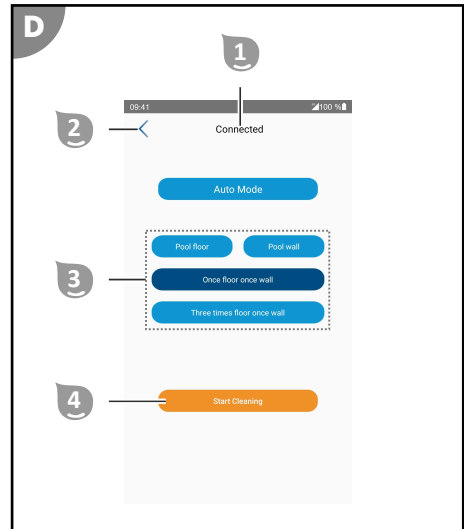 D
1
09:41 100 %
2
Connected
Auto Mode
Pool floor Pool wall
3
Once floor once wall
Three times floor once wall
4
Start Cleaning